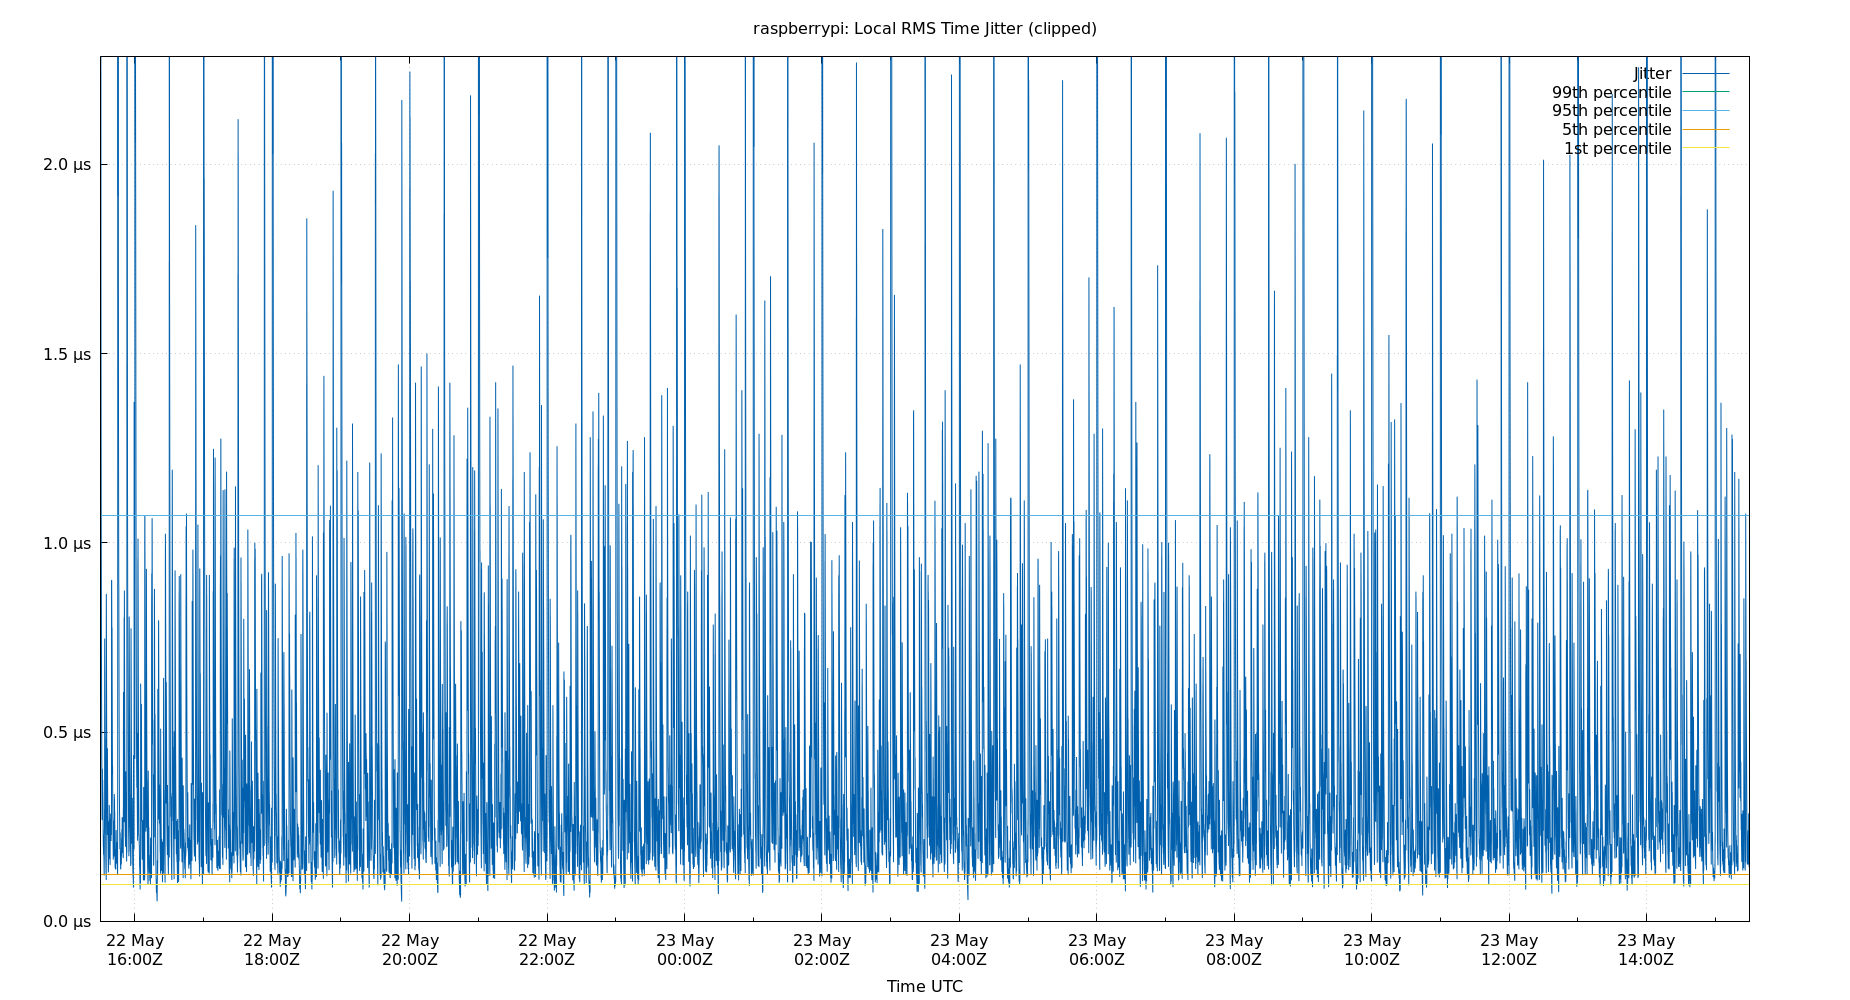 raspberrypi: Local RMS Time Jitter (clipped)
Jitter
99th percentile
95th percentile
5th percentile
1st percentile
2.0 µs
1.5 µs
1.0 µs
0.5 µs
0.0 µs
22 May 22 May 22 May 22 May 23 May 23 May 23 May 23 May 23 May 23 May 23 May 23 May
16:00Z 18:00Z 20:00Z 22:00Z 00:00Z 02:00Z 04:00Z 06:00Z 08:00Z 10:00Z 12:00Z 14:00Z
Time UTC